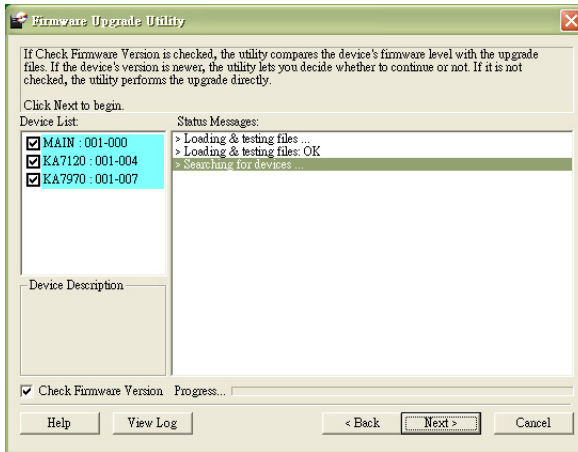 Firmware Upgrade Utility
If Check Firmware Version is checked, the utility compares the device's firmware level with the upgrade
files. If the device's version is newer, the utility lets you decide whether to continue or not. If it is not
checked, the utility performs the upgrade directly.
Click Next to begin.
Device List:
MAIN : 001-000
KA7120 : 001-004
KA7970 : 001-007
Status Messages:
> Loading & testing files ...
> Loading & testing files: OK
> Searching for devices ...
Device Description
Check Firmware Version Progress...
Help View Log < Back Next > Cancel